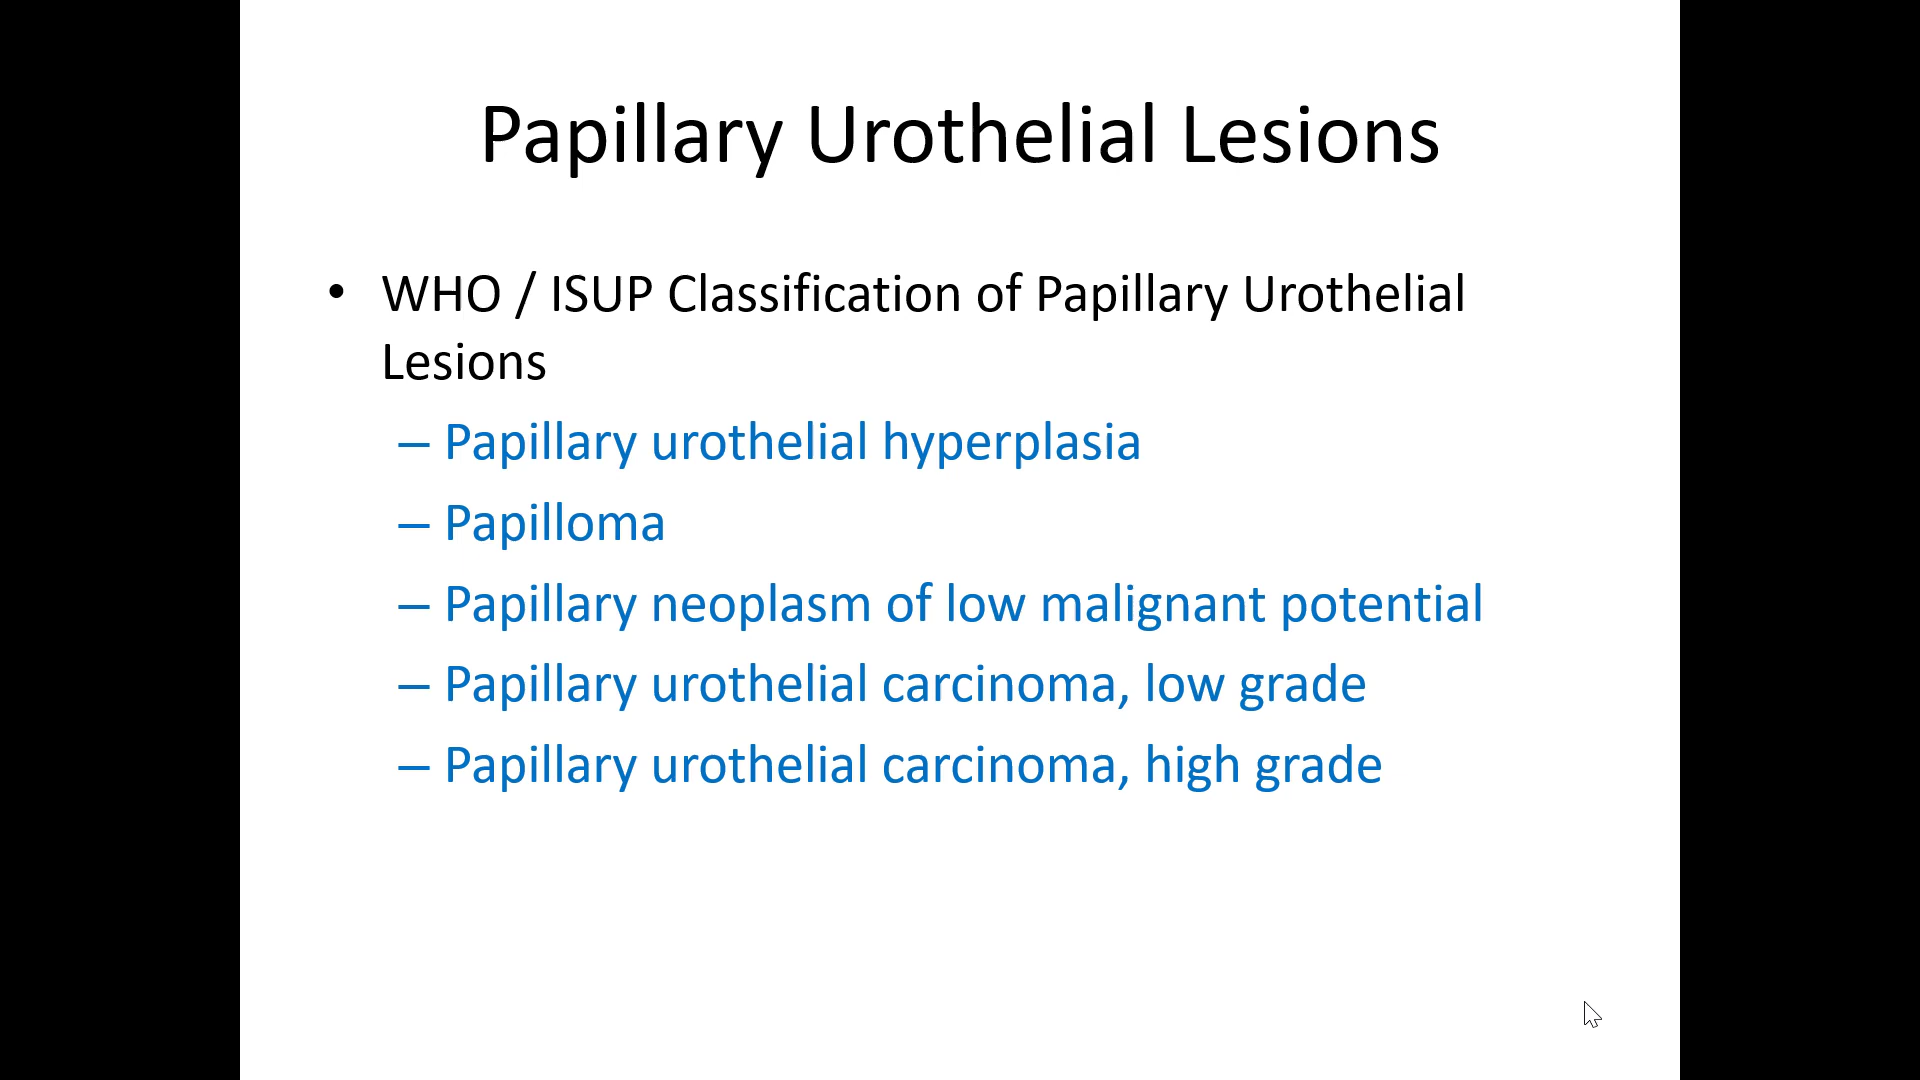 Papillary Urothelial Lesions
• WHO / ISUP Classification of Papillary Urothelial
Lesions
– Papillary urothelial hyperplasia
– Papilloma
– Papillary neoplasm of low malignant potential
– Papillary urothelial carcinoma, low grade
– Papillary urothelial carcinoma, high grade